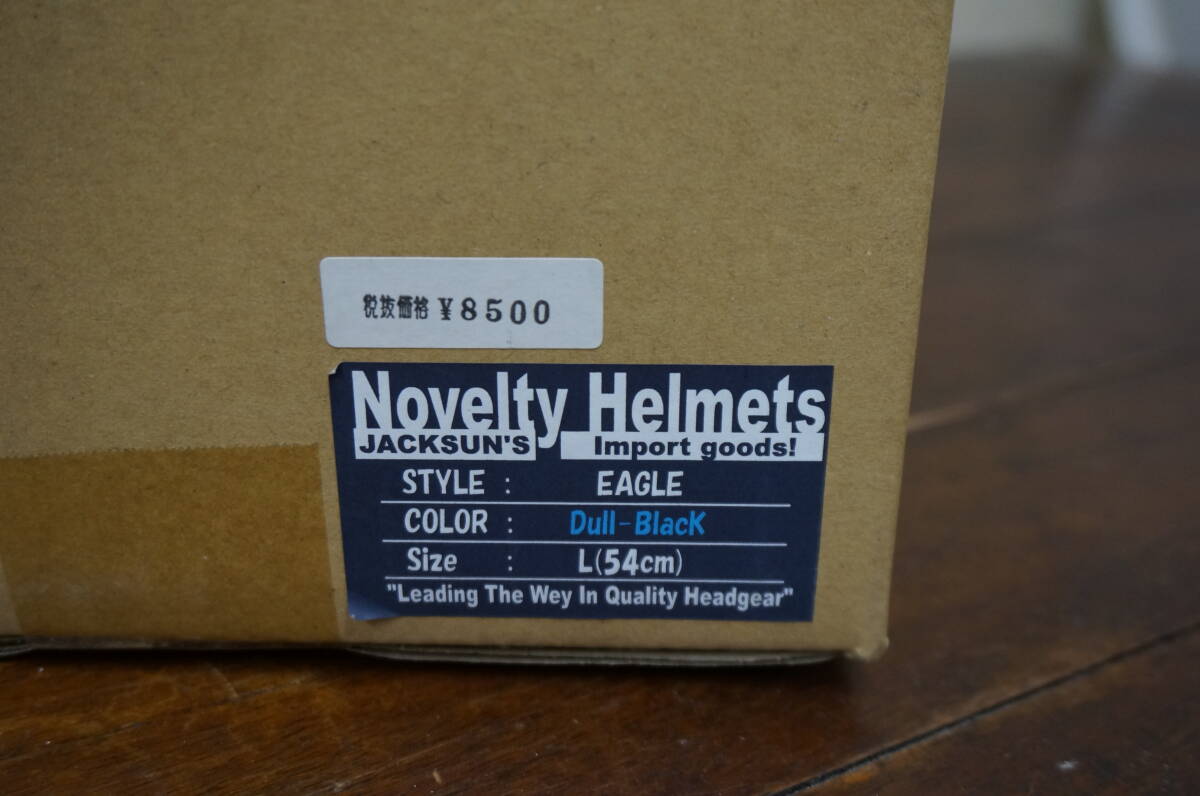 税抜価格 ¥8500
Novelty Helmets
JACKSUN'S Import goods!
STYLE : EAGLE
COLOR : Dull-BlacK
Size : L(54cm)
"Leading The Wey In Quality Headgear"